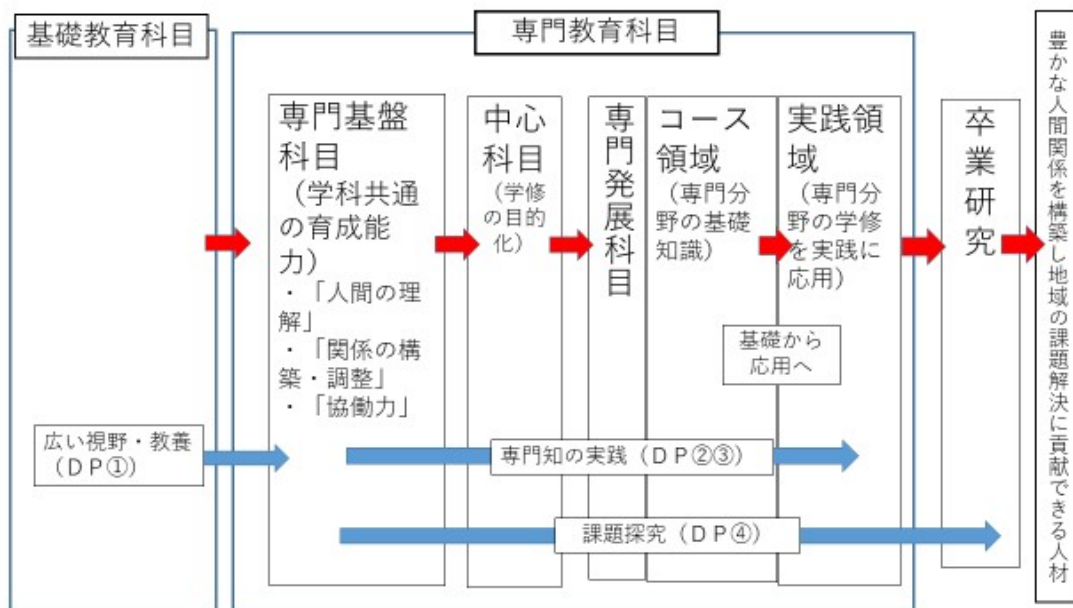 基礎教育科目
専門教育科目
専門基盤
科目
（学科共通
の育成能
力）
・「人間の理
解」
・「関係の構
築・調整」
・「協働力」
中心
科目
（学修
の目的
化）
専門発展科目
コース
領域
（専門分
野の基礎
知識）
実践領
域
（専門分
野の学修
を実践に
応用）
基礎から
応用へ
卒業研究
豊かな人間関係を構築し地域の課題解決に貢献できる人材
広い視野・教養
（ＤＰ①）
専門知の実践（ＤＰ②③）
課題探究（ＤＰ④）